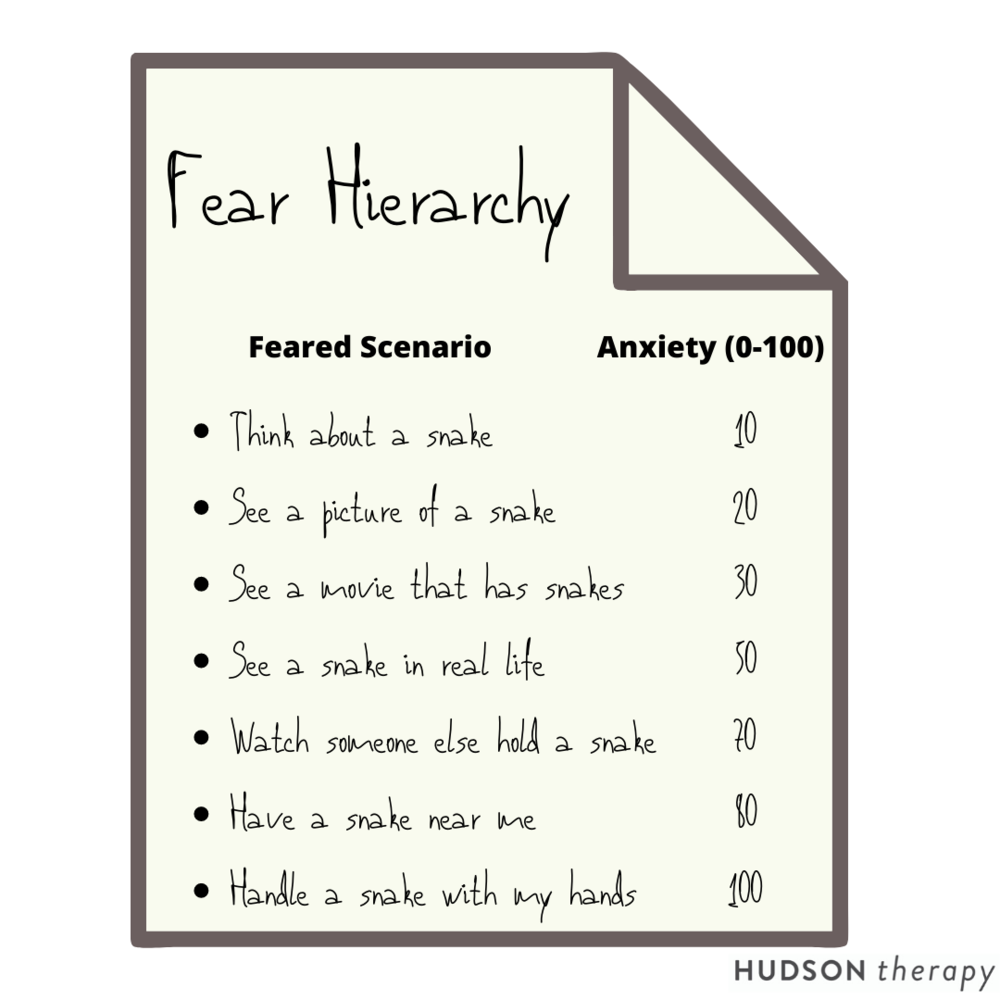 Fear Hierarchy
Feared Scenario Anxiety (0-100)
• Think about a snake 10
• See a picture of a snake 20
• See a movie that has snakes 30
• See a snake in real life 50
• Watch someone else hold a snake 70
• Have a snake near me 80
• Handle a snake with my hands 100
HUDSON therapy